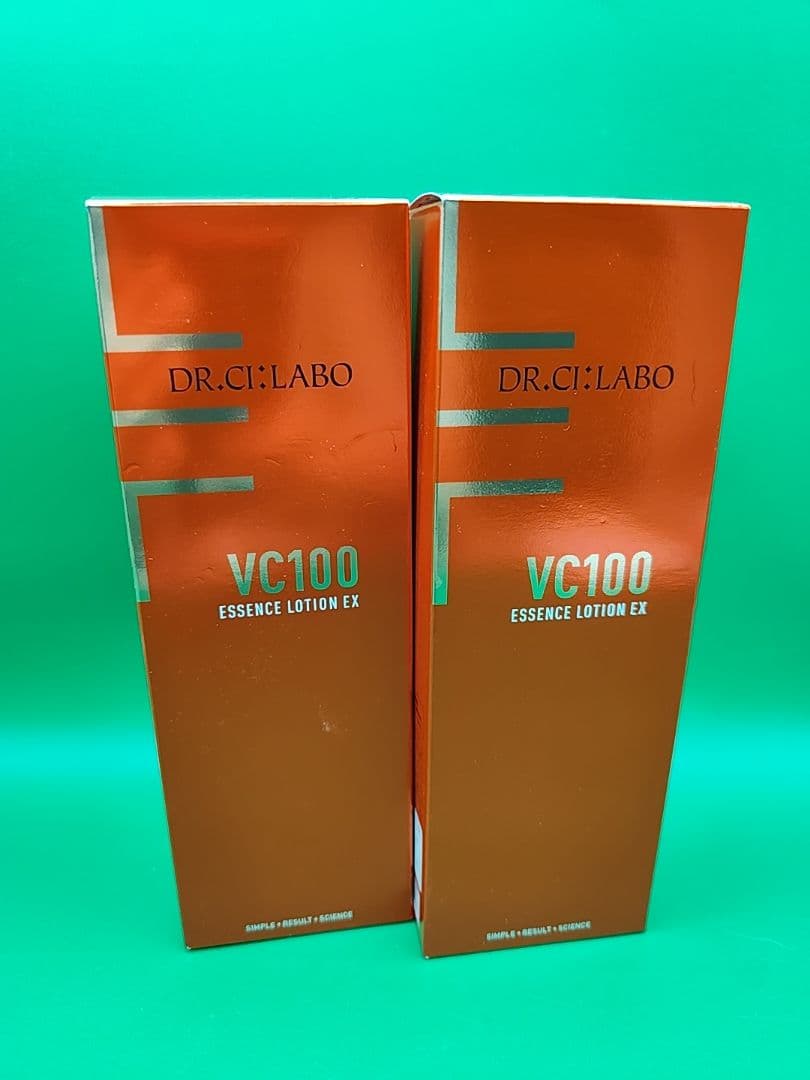 DR.CI:LABO
VC100
ESSENCE LOTION EX
SIMPLE + RESULT + SCIENCE
DR.CI:LABO
VC100
ESSENCE LOTION EX
SIMPLE + RESULT + SCIENCE